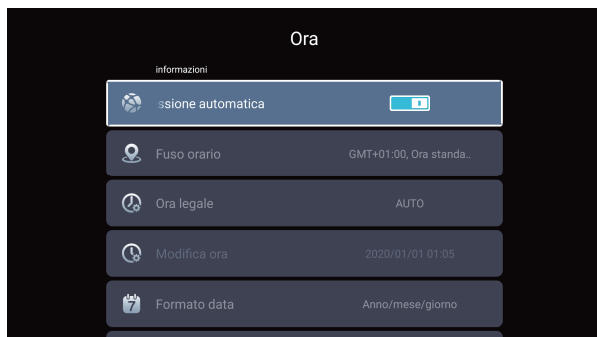 Ora
informazioni
ssione automatica
Fuso orario
GMT+01:00, Ora standa..
Ora legale
AUTO
Modifica ora
2020/01/01 01:05
7
Formato data
Anno/mese/giorno